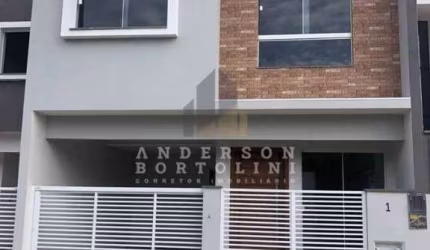 ANDERSON
BORTOLINI
CORRETOR IMOBILIÁRIO
1